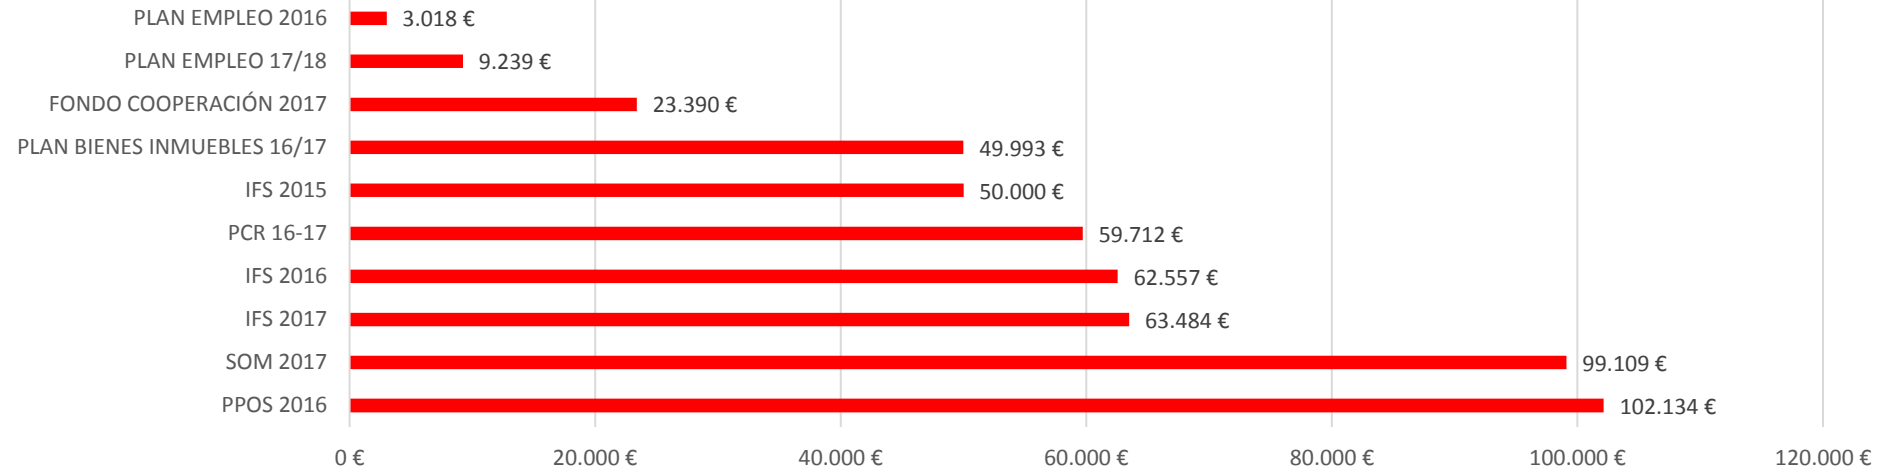 PLAN EMPLEO 2016 3.018 €
PLAN EMPLEO 17/18 9.239 €
FONDO COOPERACIÓN 2017 23.390 €
PLAN BIENES INMUEBLES 16/17 49.993 €
IFS 2015 50.000 €
PCR 16-17 59.712 €
IFS 2016 62.557 €
IFS 2017 63.484 €
SOM 2017 99.109 €
PPOS 2016 102.134 €
0 € 20.000 € 40.000 € 60.000 € 80.000 € 100.000 € 120.000 €